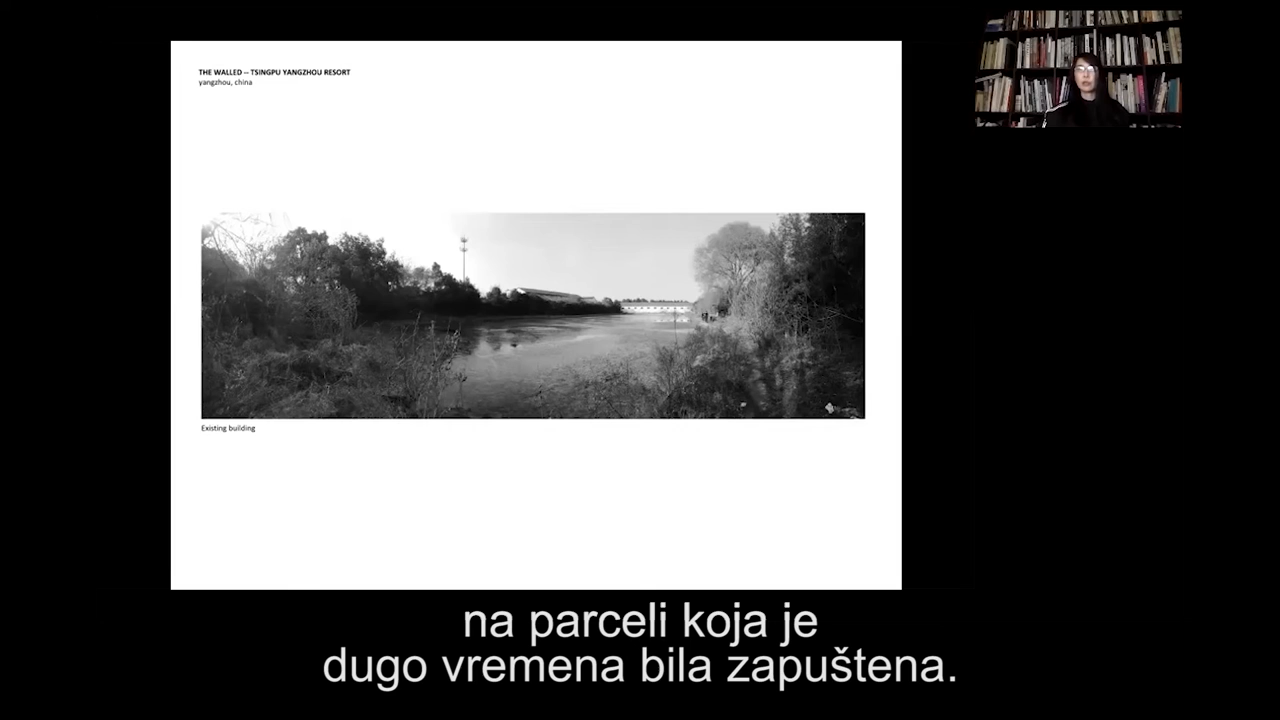 THE WALLED – TSINGPU YANGZHOU RESORT
yangzhou, china
Existing building
na parceli koja je
dugo vremena bila zapuštena.